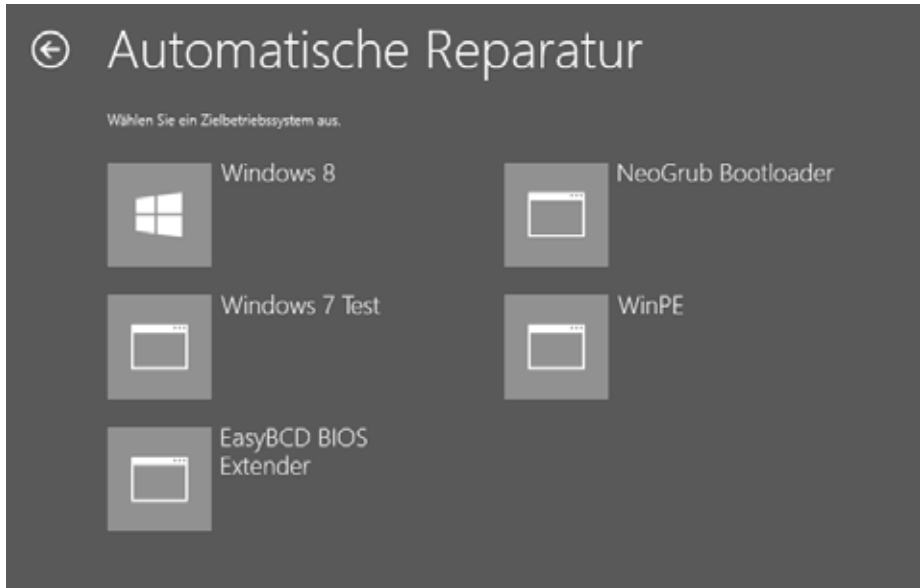 Automatische Reparatur
Wählen Sie ein Zielbetriebssystem aus.
Windows 8
NeoGrub Bootloader
Windows 7 Test
WinPE
EasyBCD BIOS
Extender